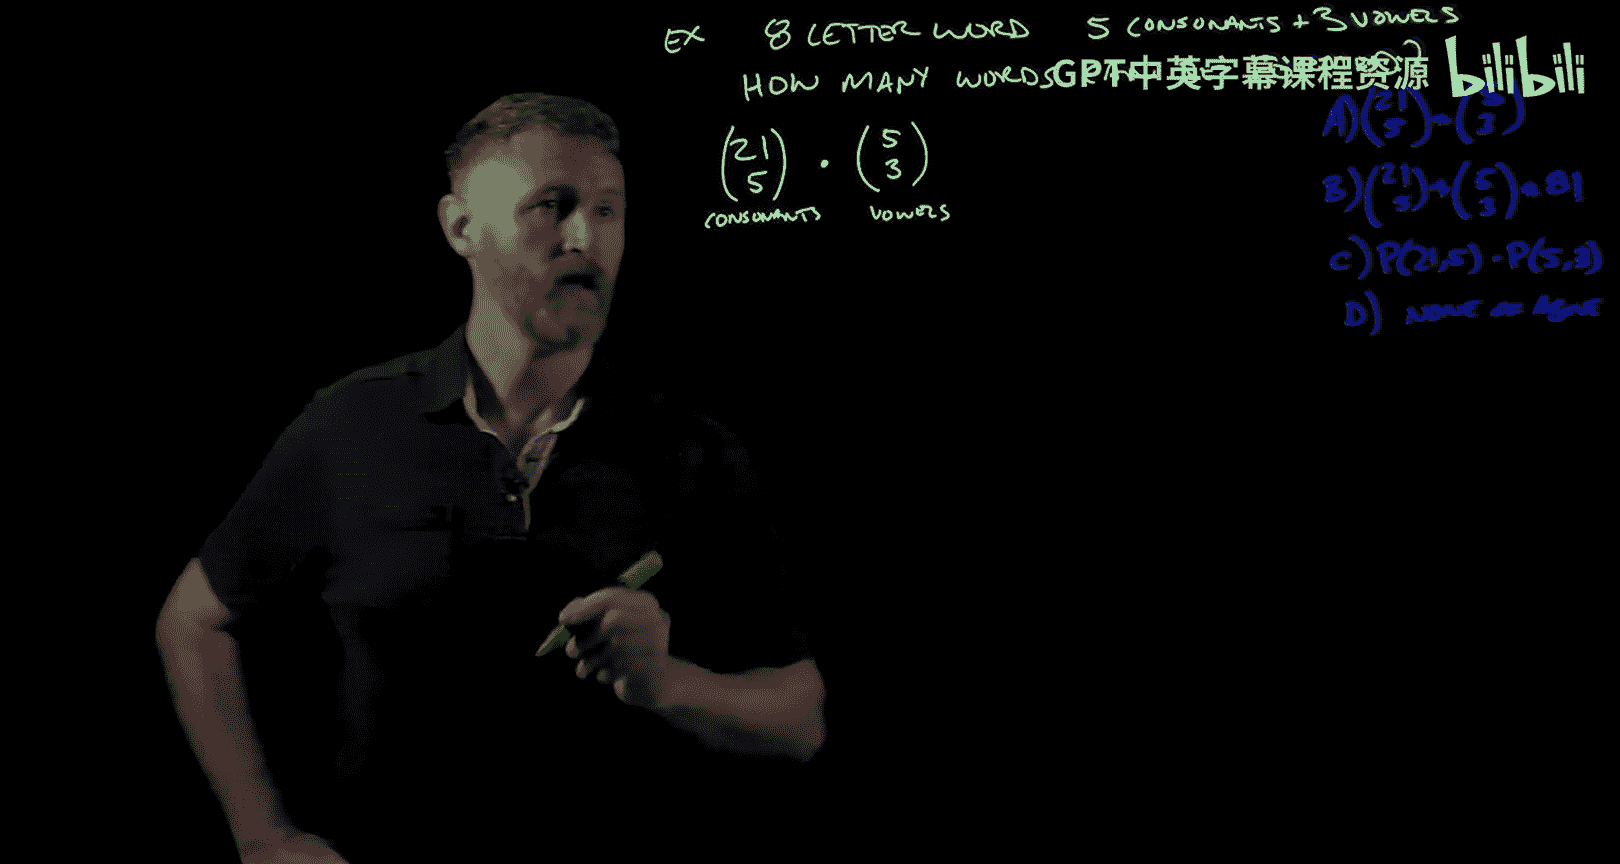 EX 8 LETTER WORD 5 CONSONANTS + 3 VOWELS
HOW MANY WORDS
GPT中英字幕课程资源 bilibili
(21 5) · (5 3)
CONSONANTS VOWELS
A) (21 5) + (5 3)
B) (21 5) + (5 3) • 8!
C) P(21,5) · P(5,3)
D) NONE OF ABOVE